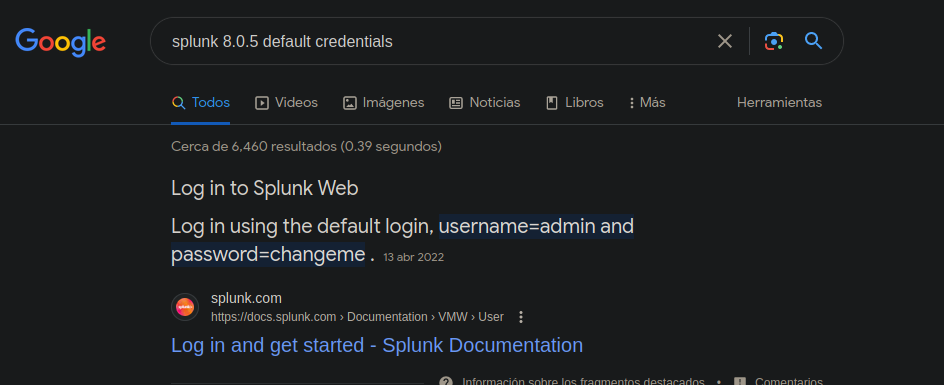 Google
splunk 8.0.5 default credentials
Todos Videos Imágenes Noticias Libros Más Herramientas
Cerca de 6,460 resultados (0.39 segundos)
Log in to Splunk Web
Log in using the default login, username=admin and
password=changeme . 13 abr 2022
splunk>
splunk.com
https://docs.splunk.com › Documentation › VMW › User
Log in and get started - Splunk Documentation
Información sobre los fragmentos destacados • Comentarios